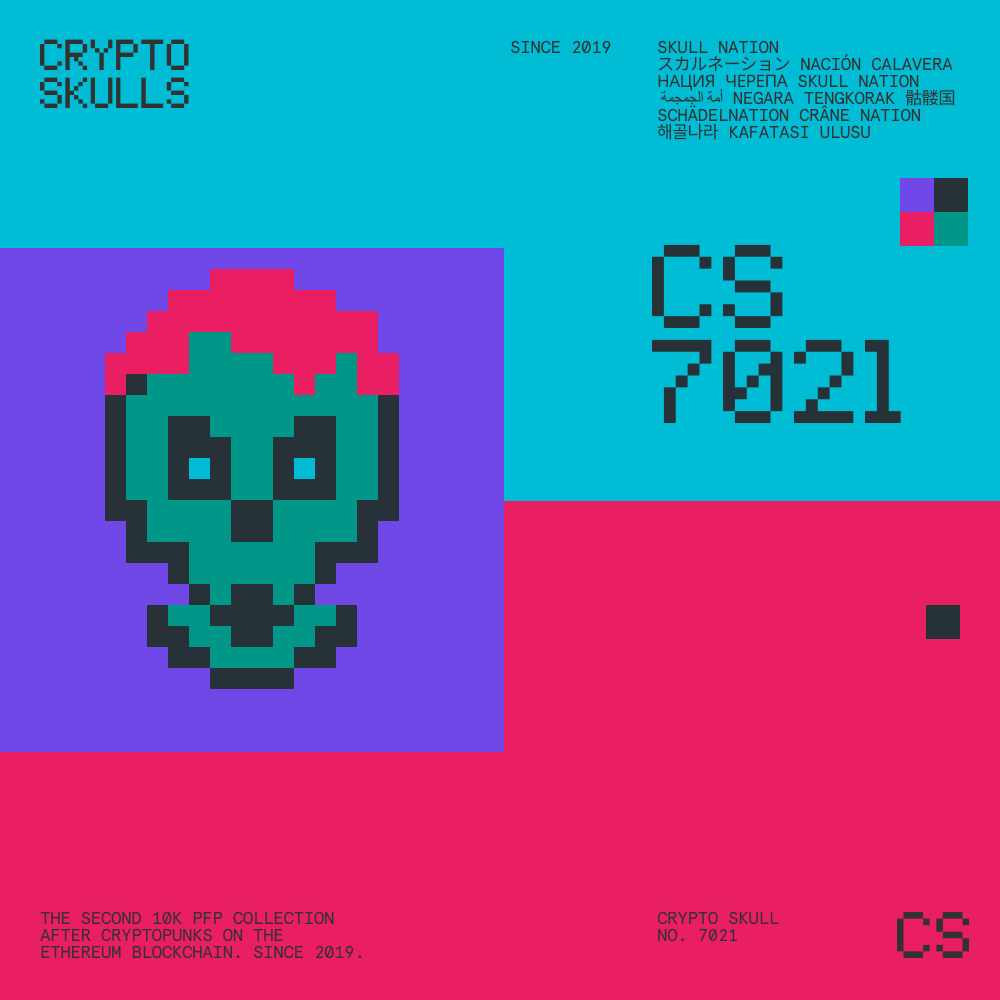 CRYPTO
SKULLS
SINCE 2019
SKULL NATION
スカルネーション NACIÓN CALAVERA
НАЦИЯ ЧЕРЕПА SKULL NATION
أمة الجمجمة NEGARA TENGKORAK 骷髅国
SCHÄDELNATION CRÂNE NATION
해골나라 KAFATASI ULUSU
CS
7021
THE SECOND 10K PFP COLLECTION
AFTER CRYPTOPUNKS ON THE
ETHEREUM BLOCKCHAIN. SINCE 2019.
CRYPTO SKULL
NO. 7021
CS